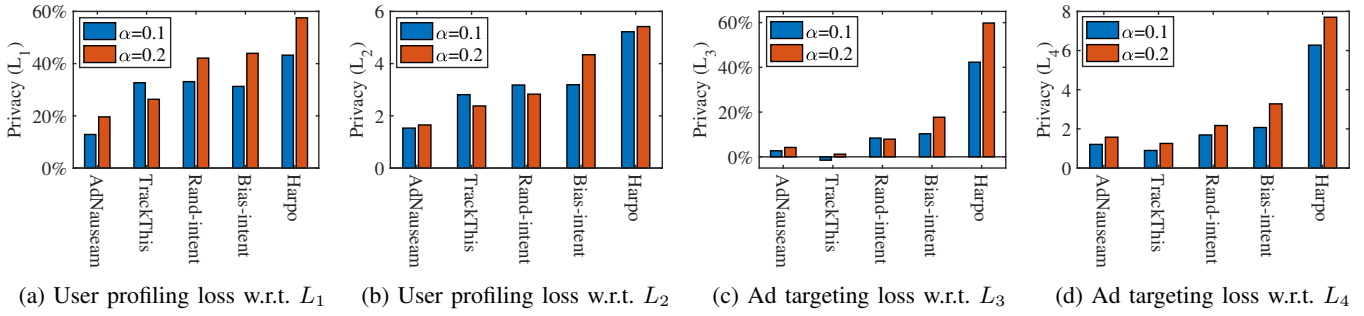 Privacy (L₁)
60%
40%
20%
0%
α=0.1
α=0.2
AdNauseam
TrackThis
Rand-intent
Bias-intent
Harpo
(a) User profiling loss w.r.t. L₁
Privacy (L₂)
6
4
2
0
α=0.1
α=0.2
AdNauseam
TrackThis
Rand-intent
Bias-intent
Harpo
(b) User profiling loss w.r.t. L₂
Privacy (L₃)
60%
40%
20%
0%
α=0.1
α=0.2
AdNauseam
TrackThis
Rand-intent
Bias-intent
Harpo
(c) Ad targeting loss w.r.t. L₃
Privacy (L₄)
8
6
4
2
0
α=0.1
α=0.2
AdNauseam
TrackThis
Rand-intent
Bias-intent
Harpo
(d) Ad targeting loss w.r.t. L₄